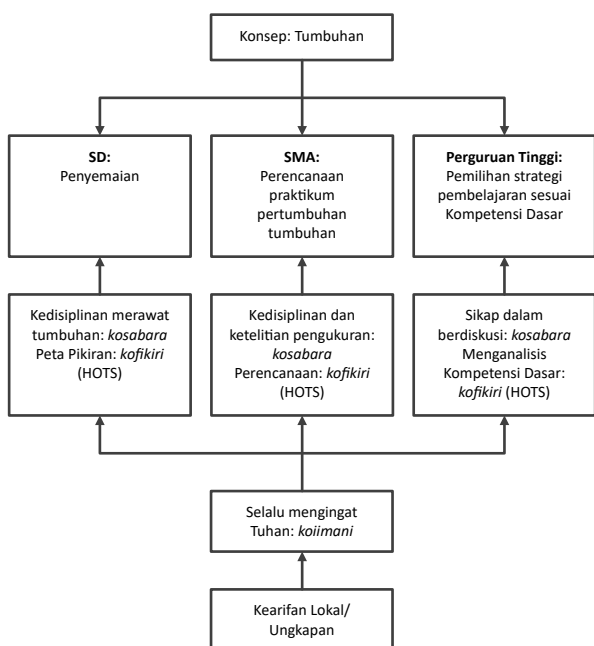 Konsep: Tumbuhan
SD:
Penyemaian
SMA:
Perencanaan
praktikum
pertumbuhan
tumbuhan
Perguruan Tinggi:
Pemilihan strategi
pembelajaran sesuai
Kompetensi Dasar
Kedisiplinan merawat
tumbuhan: kosabara
Peta Pikiran: kofikiri
(HOTS)
Kedisiplinan dan
ketelitian pengukuran:
kosabara
Perencanaan: kofikiri
(HOTS)
Sikap dalam
berdiskusi: kosabara
Menganalisis
Kompetensi Dasar:
kofikiri (HOTS)
Selalu mengingat
Tuhan: koiimani
Kearifan Lokal/
Ungkapan